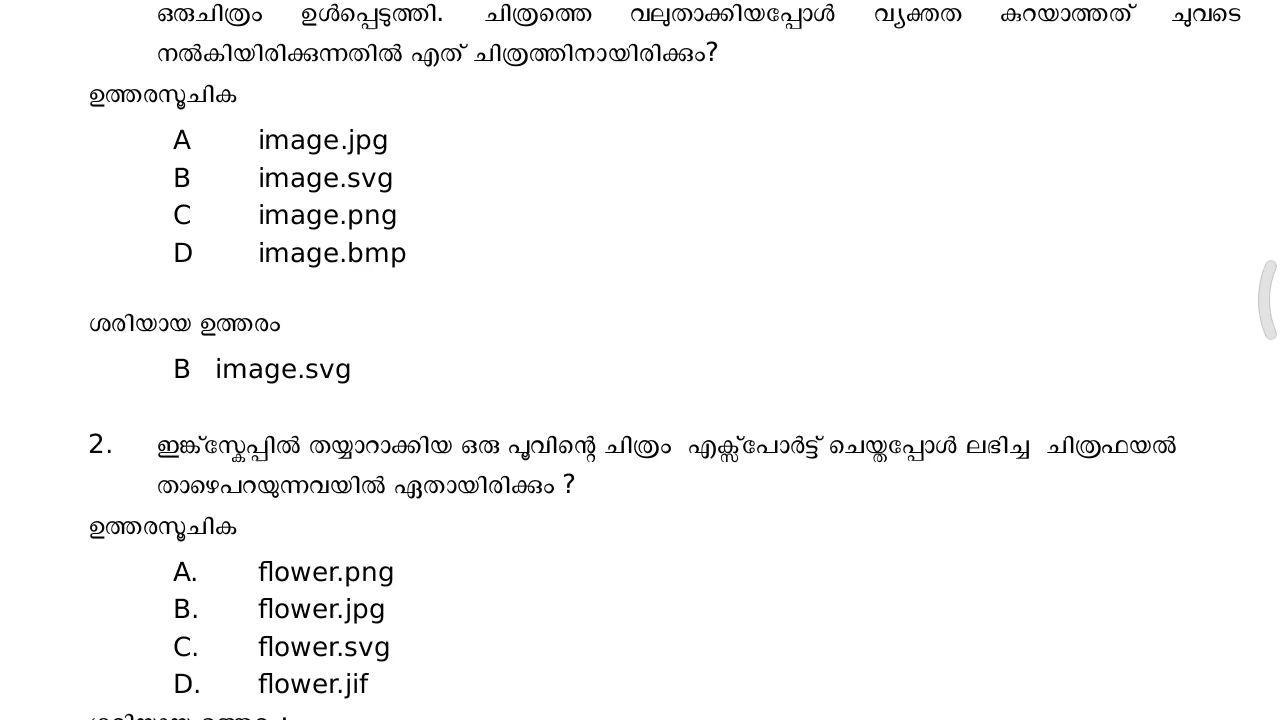 ഒരുചിത്രം ഉൾപ്പെടുത്തി. ചിത്രത്തെ വലുതാക്കിയപ്പോൾ വ്യക്തത കുറയാത്തത് ചുവടെ
നൽകിയിരിക്കുന്നതിൽ എത് ചിത്രത്തിനായിരിക്കും?
ഉത്തരസൂചിക
A image.jpg
B image.svg
C image.png
D image.bmp
ശരിയായ ഉത്തരം
B image.svg
2. ഇങ്ക്സ്കേപ്പിൽ തയ്യാറാക്കിയ ഒരു പൂവിന്റെ ചിത്രം എക്സ്പോർട്ട് ചെയ്തപ്പോൾ ലഭിച്ച ചിത്രഫയൽ
താഴെപറയുന്നവയിൽ ഏതായിരിക്കും ?
ഉത്തരസൂചിക
A. flower.png
B. flower.jpg
C. flower.svg
D. flower.jif